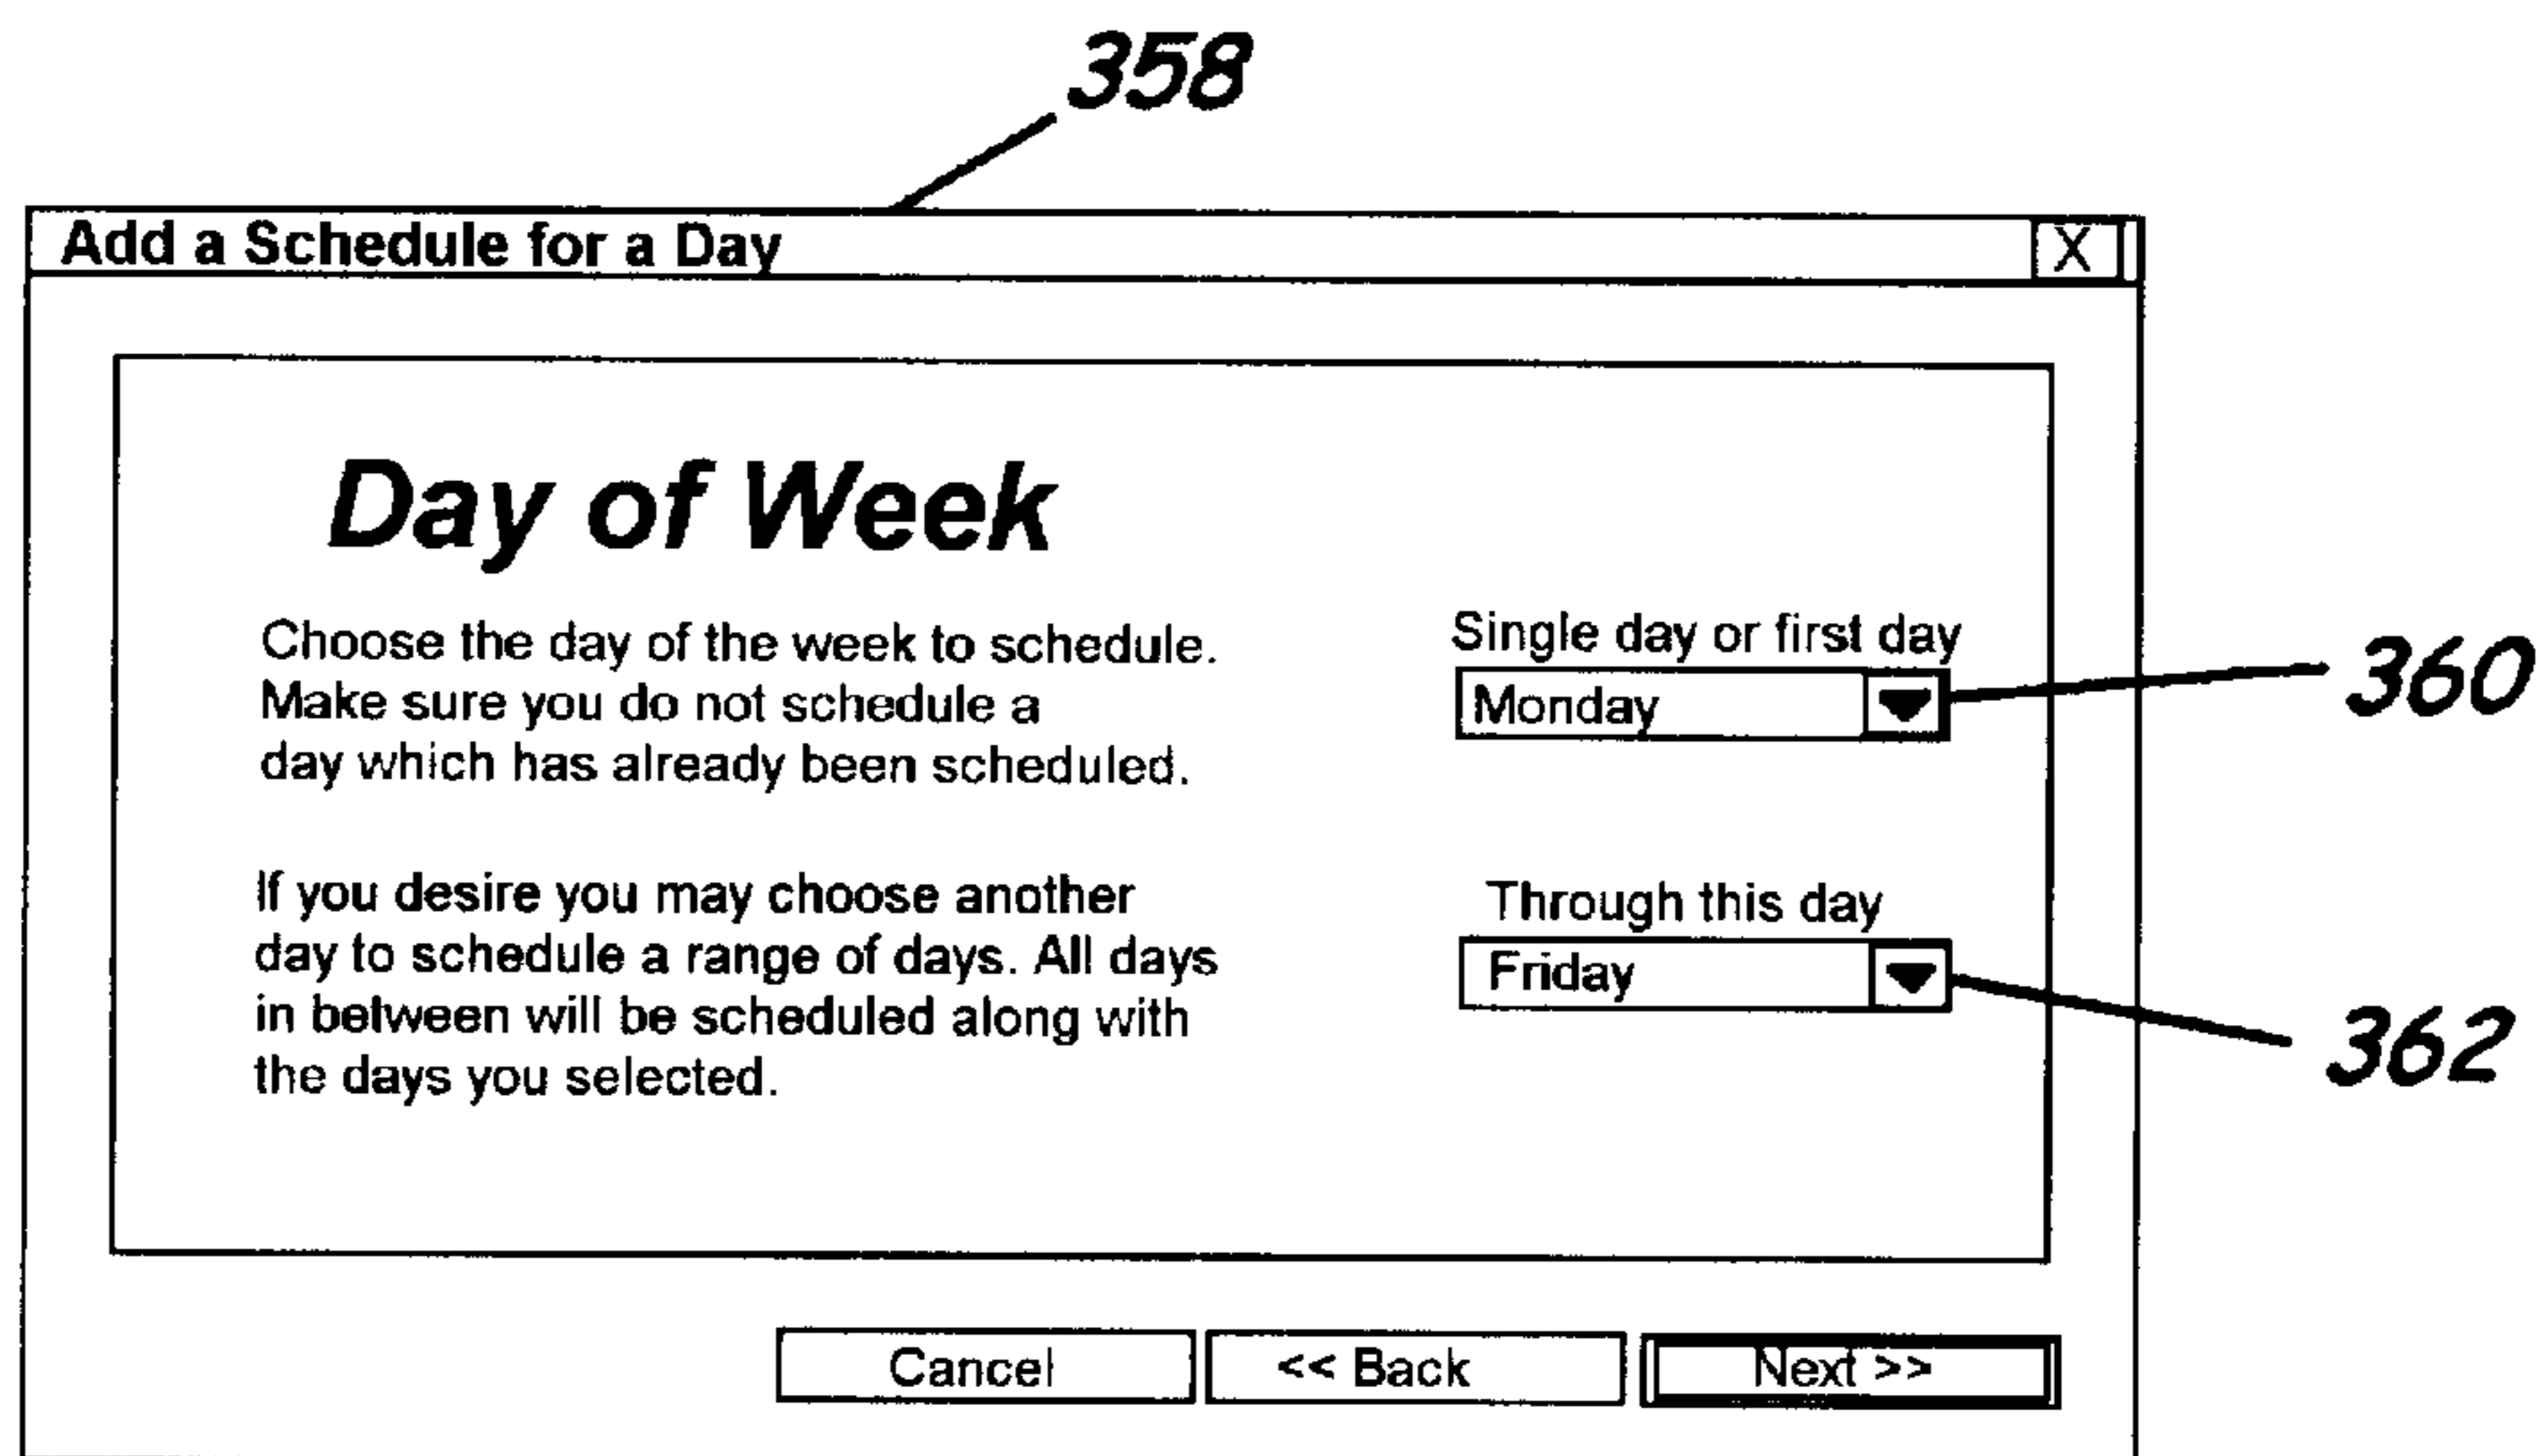 358
Add a Schedule for a Day X
Day of Week
Choose the day of the week to schedule.
Make sure you do not schedule a
day which has already been scheduled.
Single day or first day
Monday
360
If you desire you may choose another
day to schedule a range of days. All days
in between will be scheduled along with
the days you selected.
Through this day
Friday
362
Cancel << Back Next >>